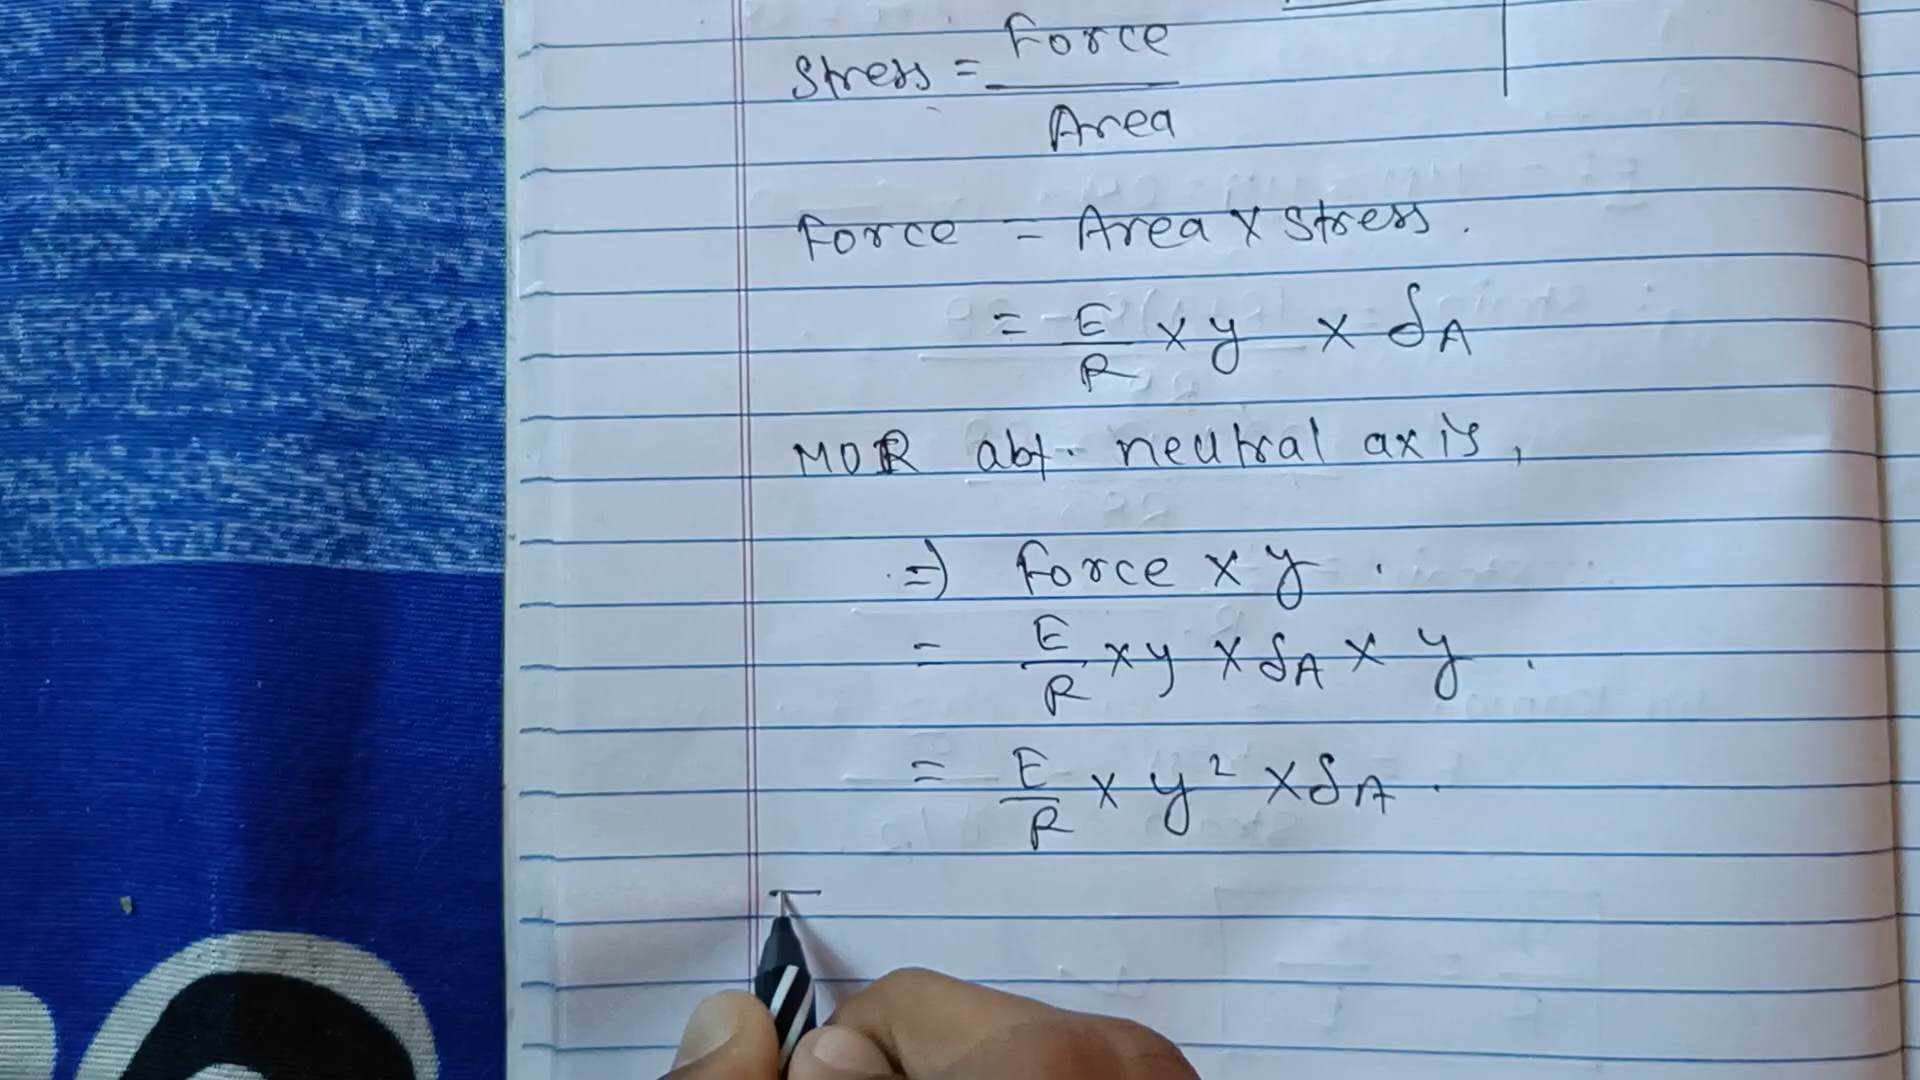 Stress = Force / Area
Force = Area x Stress.
= E/R x y x δA
MOR abt. neutral axis,
⇒ Force x y.
= E/R x y x δA x y.
= E/R x y² x δA.
T